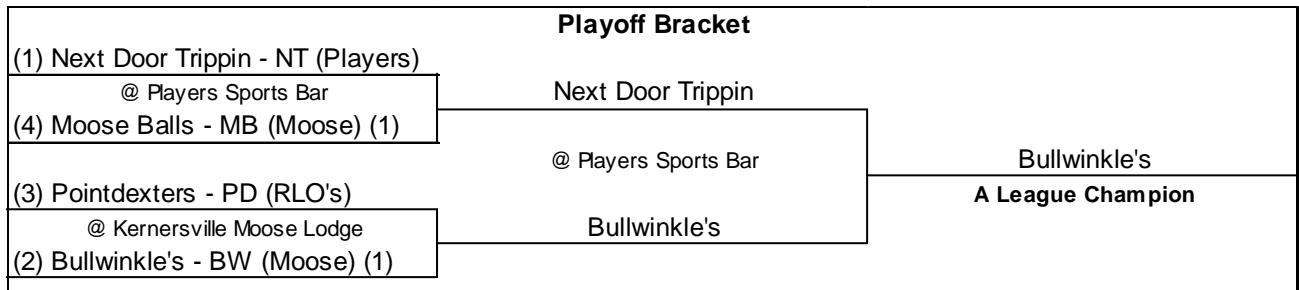 Playoff Bracket
(1) Next Door Trippin - NT (Players)
@ Players Sports Bar
Next Door Trippin
(4) Moose Balls - MB (Moose) (1)
@ Players Sports Bar
Bullwinkle's
(3) Pointdexters - PD (RLO's)
A League Champion
@ Kernersville Moose Lodge
Bullwinkle's
(2) Bullwinkle's - BW (Moose) (1)